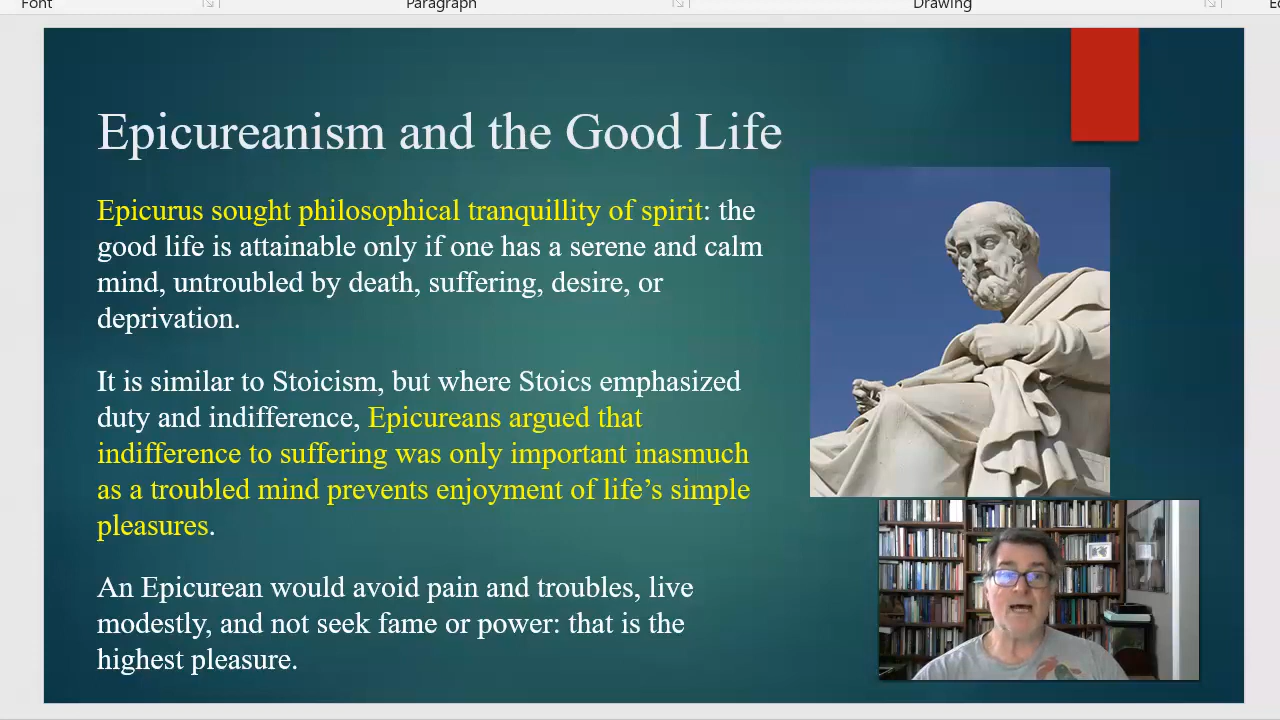 Font
Paragraph
Drawing
Epicureanism and the Good Life
Epicurus sought philosophical tranquillity of spirit: the
good life is attainable only if one has a serene and calm
mind, untroubled by death, suffering, desire, or
deprivation.
It is similar to Stoicism, but where Stoics emphasized
duty and indifference, Epicureans argued that
indifference to suffering was only important inasmuch
as a troubled mind prevents enjoyment of life’s simple
pleasures.
An Epicurean would avoid pain and troubles, live
modestly, and not seek fame or power: that is the
highest pleasure.